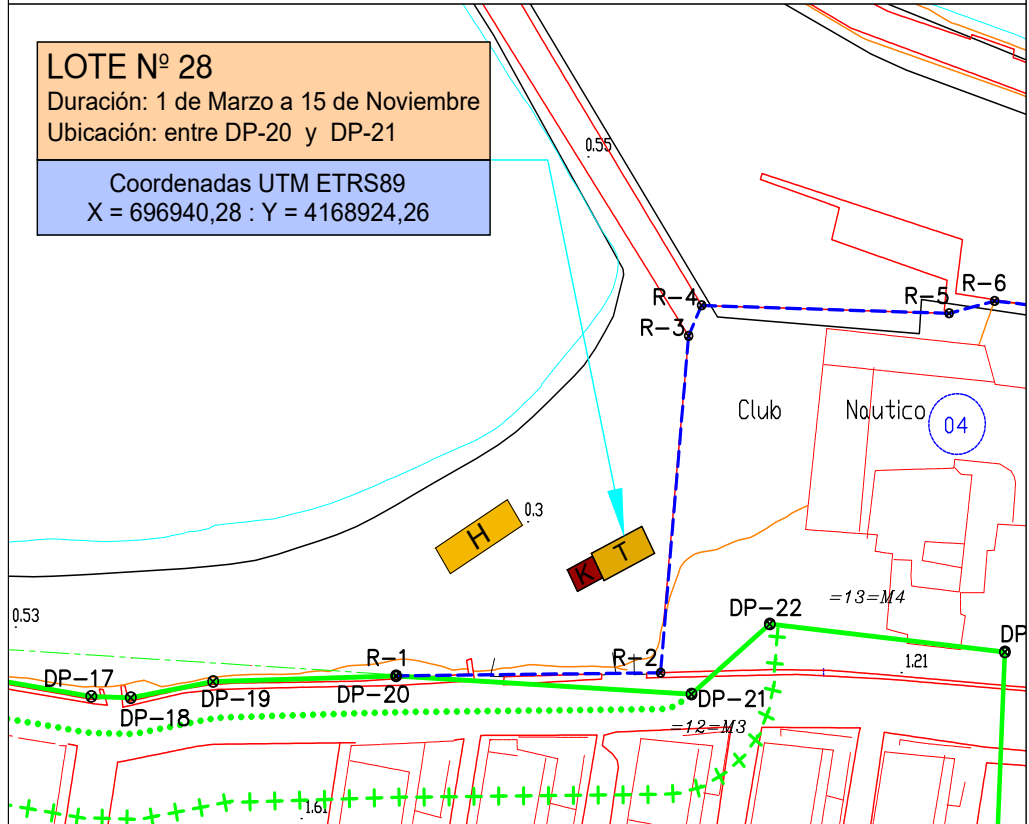 LOTE Nº 28
Duración: 1 de Marzo a 15 de Noviembre
Ubicación: entre DP-20 y DP-21
Coordenadas UTM ETRS89
X = 696940,28 : Y = 4168924,26
0.55
R-4
R-5
R-6
R-3
Club Nautico
04
H
0.3
T
K
=13=M4
0.53
DP-22
DP
R-1
R-2
1.21
DP-17
DP-20
DP-21
DP-18
DP-19
=12=M3
1.61